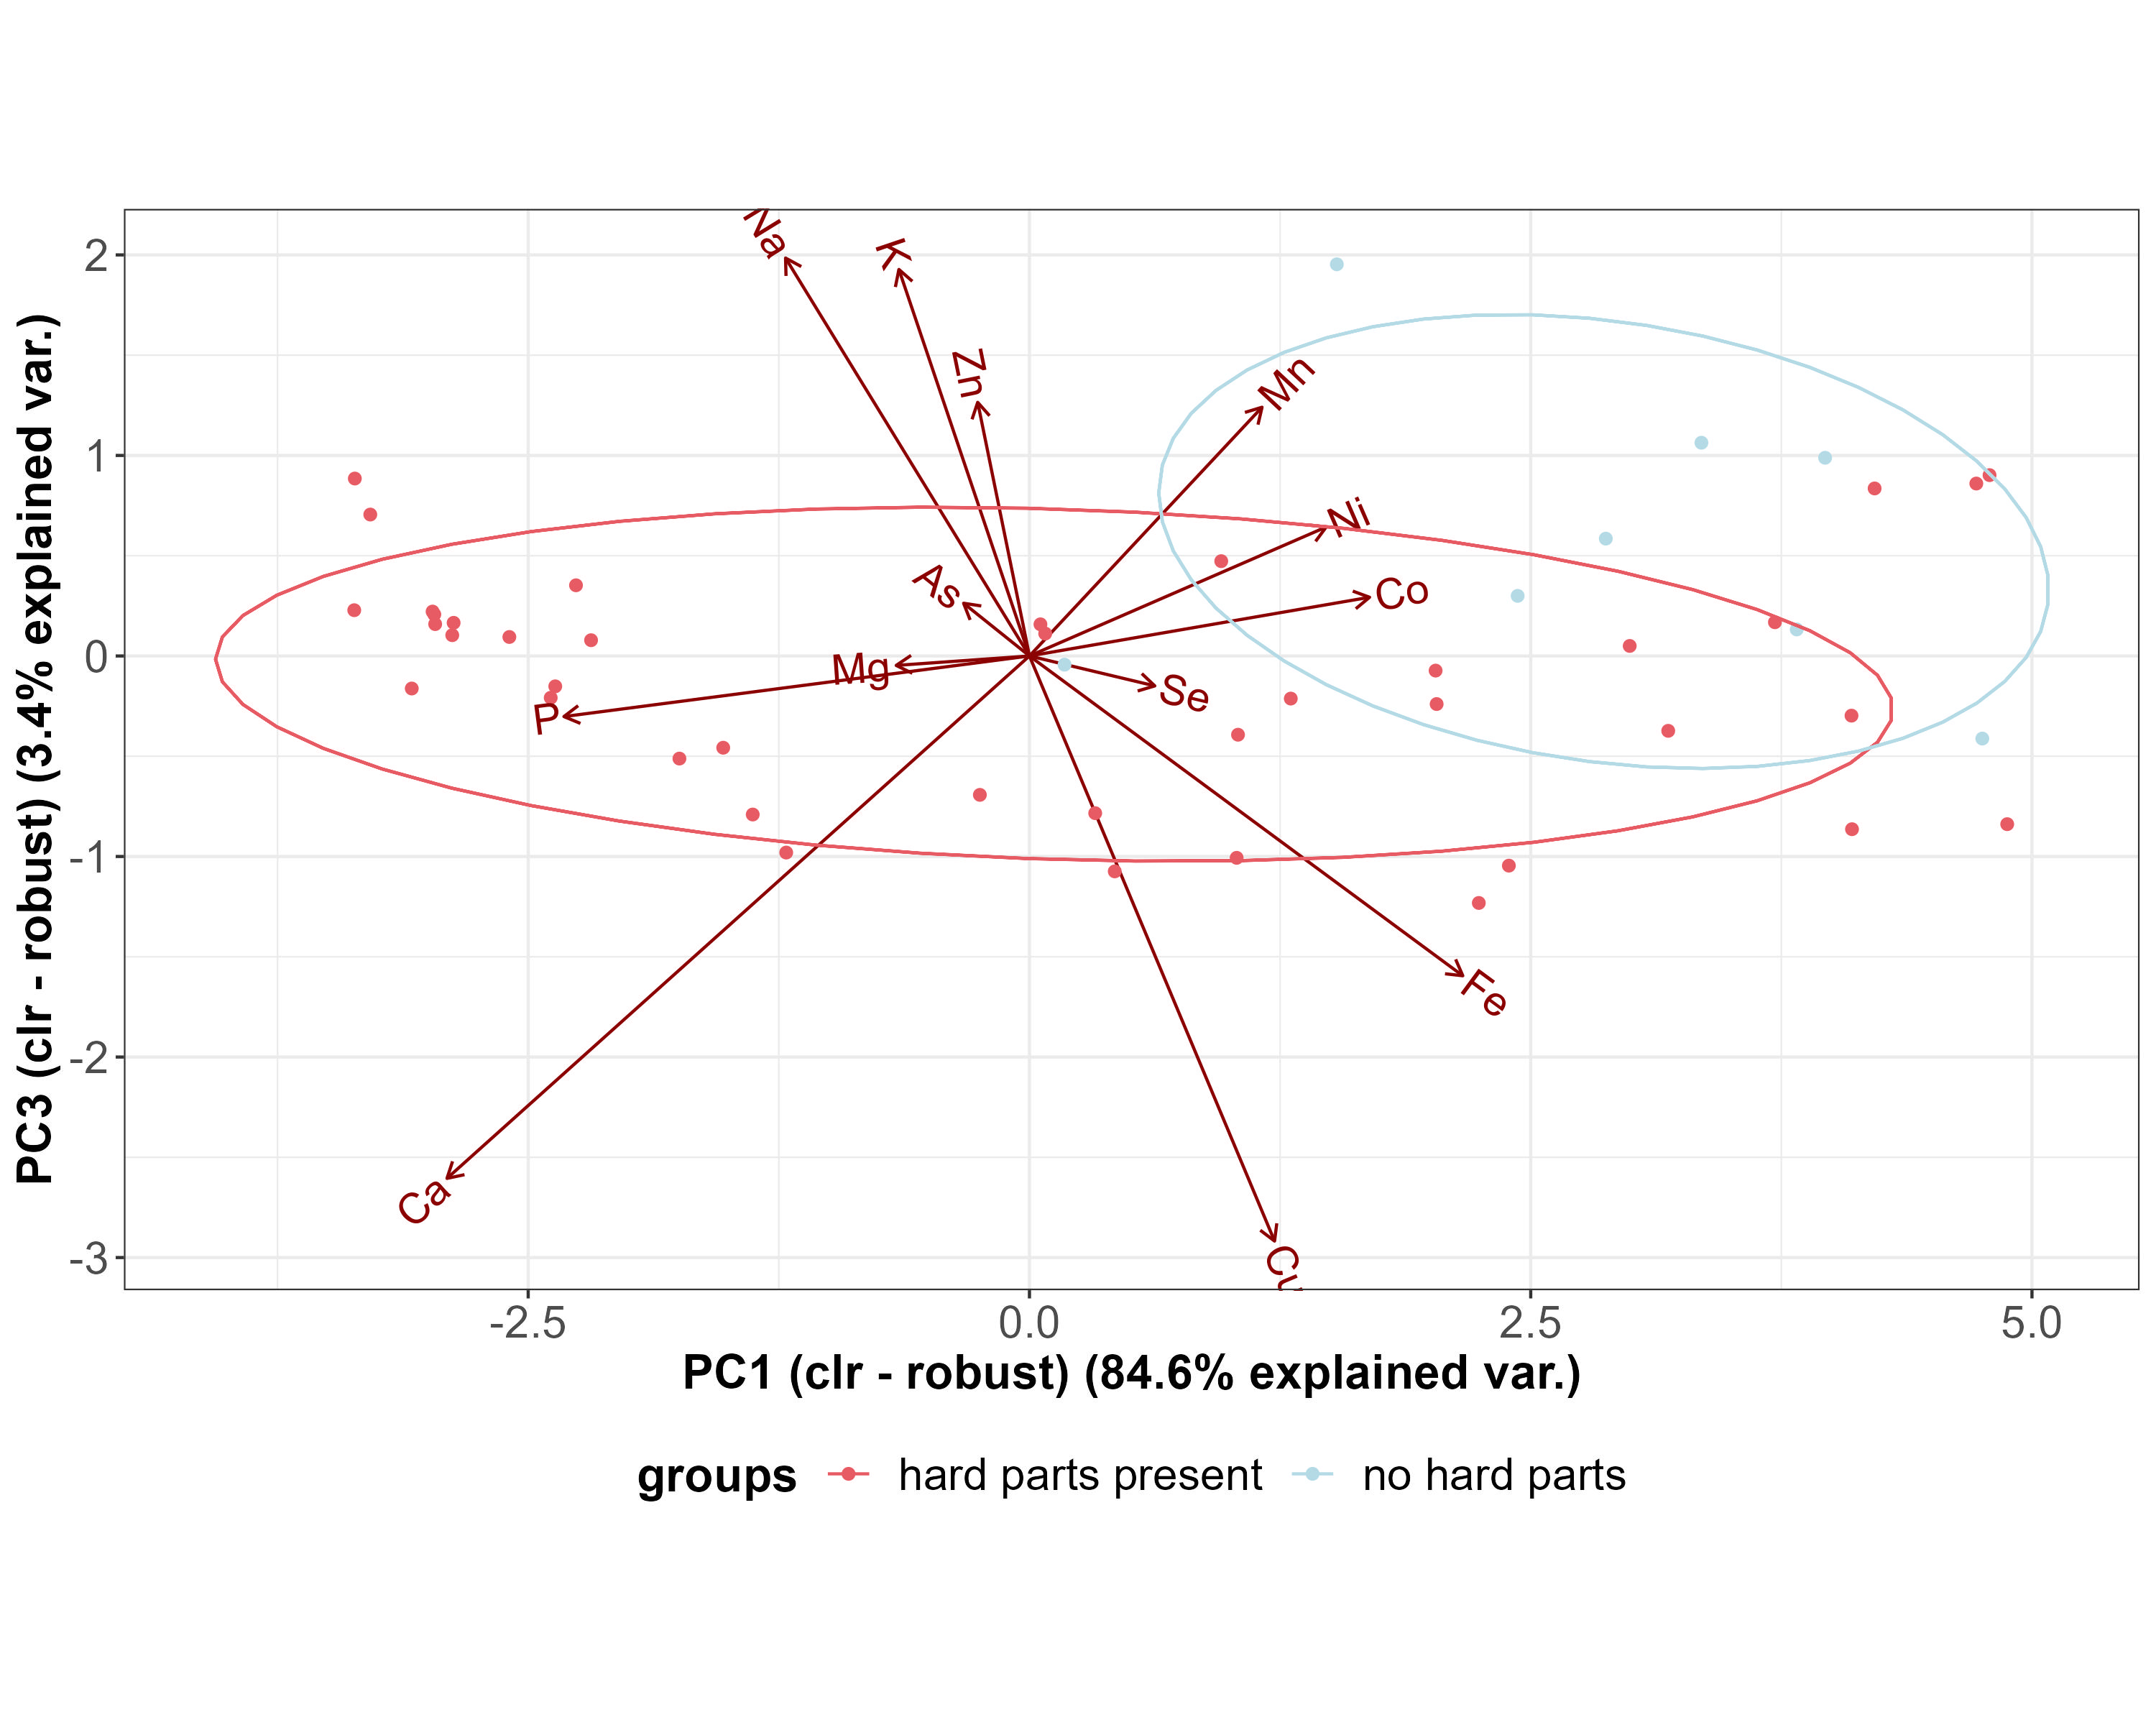 Na
K
Zn
Mn
Ni
As
Co
Mg
Se
P
Fe
Ca
Cu
2
1
0
-1
-2
-3
PC3 (clr - robust) (3.4% explained var.)
-2.5 0.0 2.5 5.0
PC1 (clr - robust) (84.6% explained var.)
groups hard parts present no hard parts